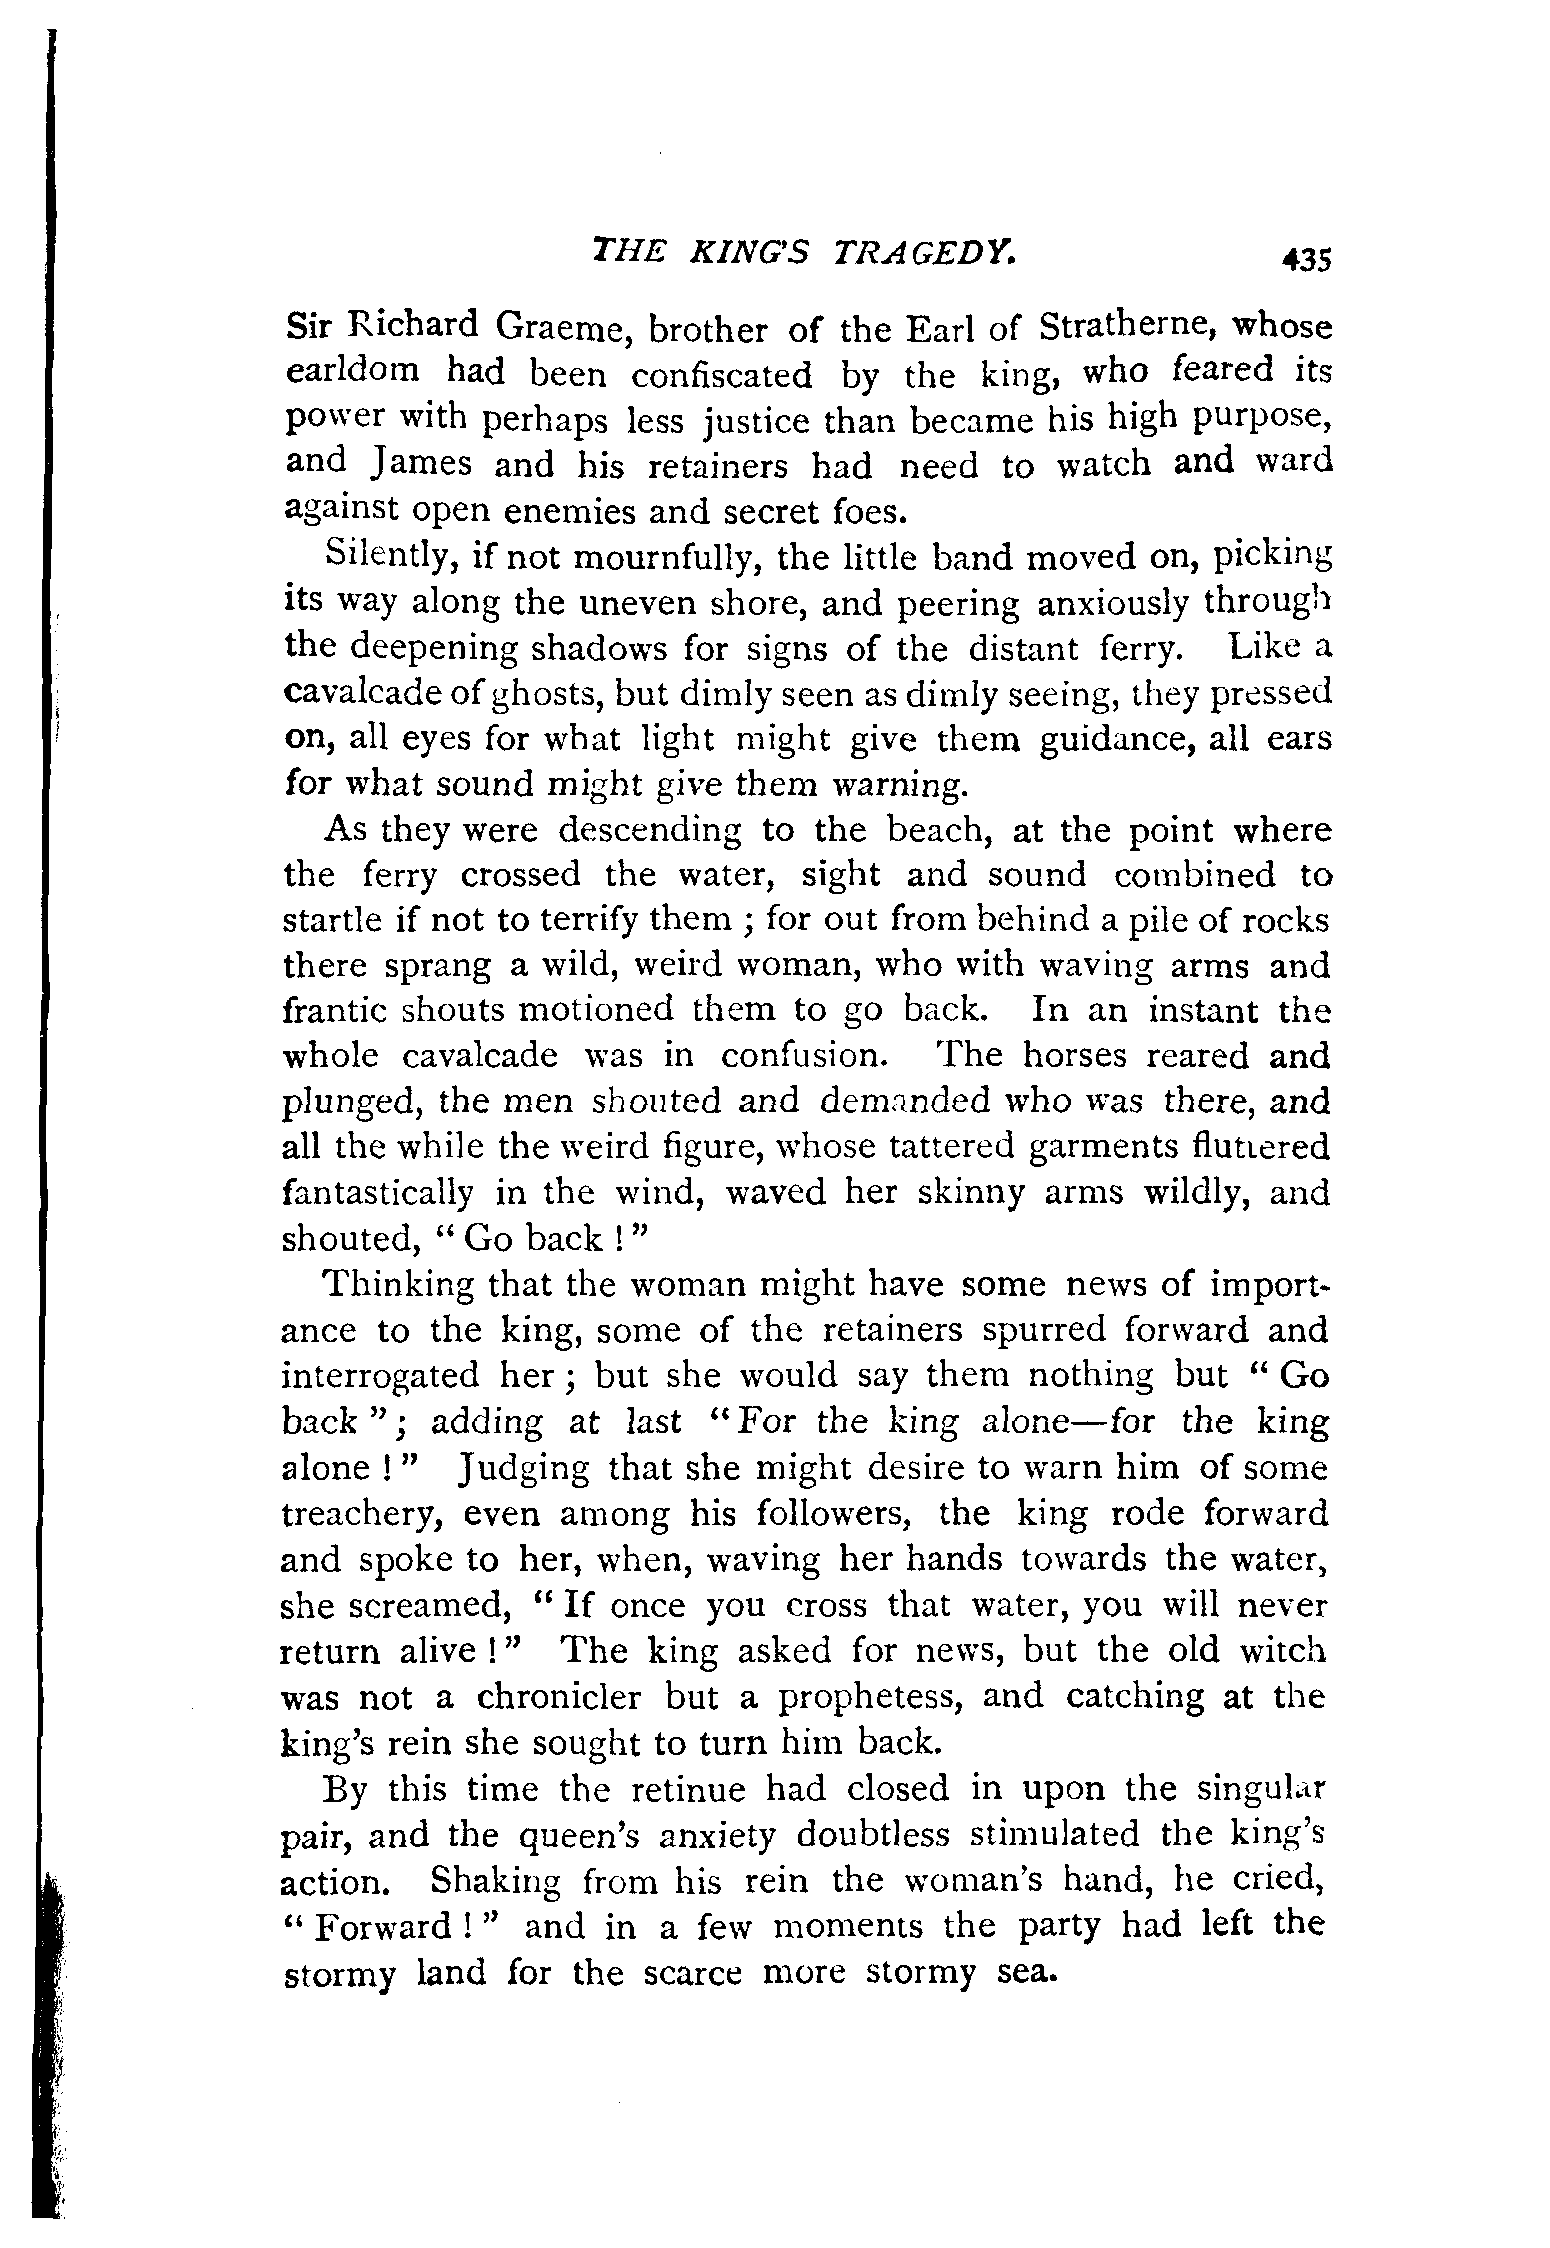 THE KING'S TRAGEDY. 435
Sir Richard Graeme, brother of the Earl of Stratherne, whose
earldom had been confiscated by the king, who feared its
power with perhaps less justice than became his high purpose,
and James and his retainers had need to watch and ward
against open enemies and secret foes.
Silently, if not mournfully, the little band moved on, picking
its way along the uneven shore, and peering anxiously through
the deepening shadows for signs of the distant ferry. Like a
cavalcade of ghosts, but dimly seen as dimly seeing, they pressed
on, all eyes for what light might give them guidance, all ears
for what sound might give them warning.
As they were descending to the beach, at the point where
the ferry crossed the water, sight and sound combined to
startle if not to terrify them ; for out from behind a pile of rocks
there sprang a wild, weird woman, who with waving arms and
frantic shouts motioned them to go back. In an instant the
whole cavalcade was in confusion. The horses reared and
plunged, the men shouted and demanded who was there, and
all the while the weird figure, whose tattered garments fluttered
fantastically in the wind, waved her skinny arms wildly, and
shouted, " Go back ! "
Thinking that the woman might have some news of import-
ance to the king, some of the retainers spurred forward and
interrogated her ; but she would say them nothing but " Go
back " ; adding at last " For the king alone—for the king
alone ! " Judging that she might desire to warn him of some
treachery, even among his followers, the king rode forward
and spoke to her, when, waving her hands towards the water,
she screamed, " If once you cross that water, you will never
return alive ! " The king asked for news, but the old witch
was not a chronicler but a prophetess, and catching at the
king's rein she sought to turn him back.
By this time the retinue had closed in upon the singular
pair, and the queen's anxiety doubtless stimulated the king's
action. Shaking from his rein the woman's hand, he cried,
" Forward ! " and in a few moments the party had left the
stormy land for the scarce more stormy sea.